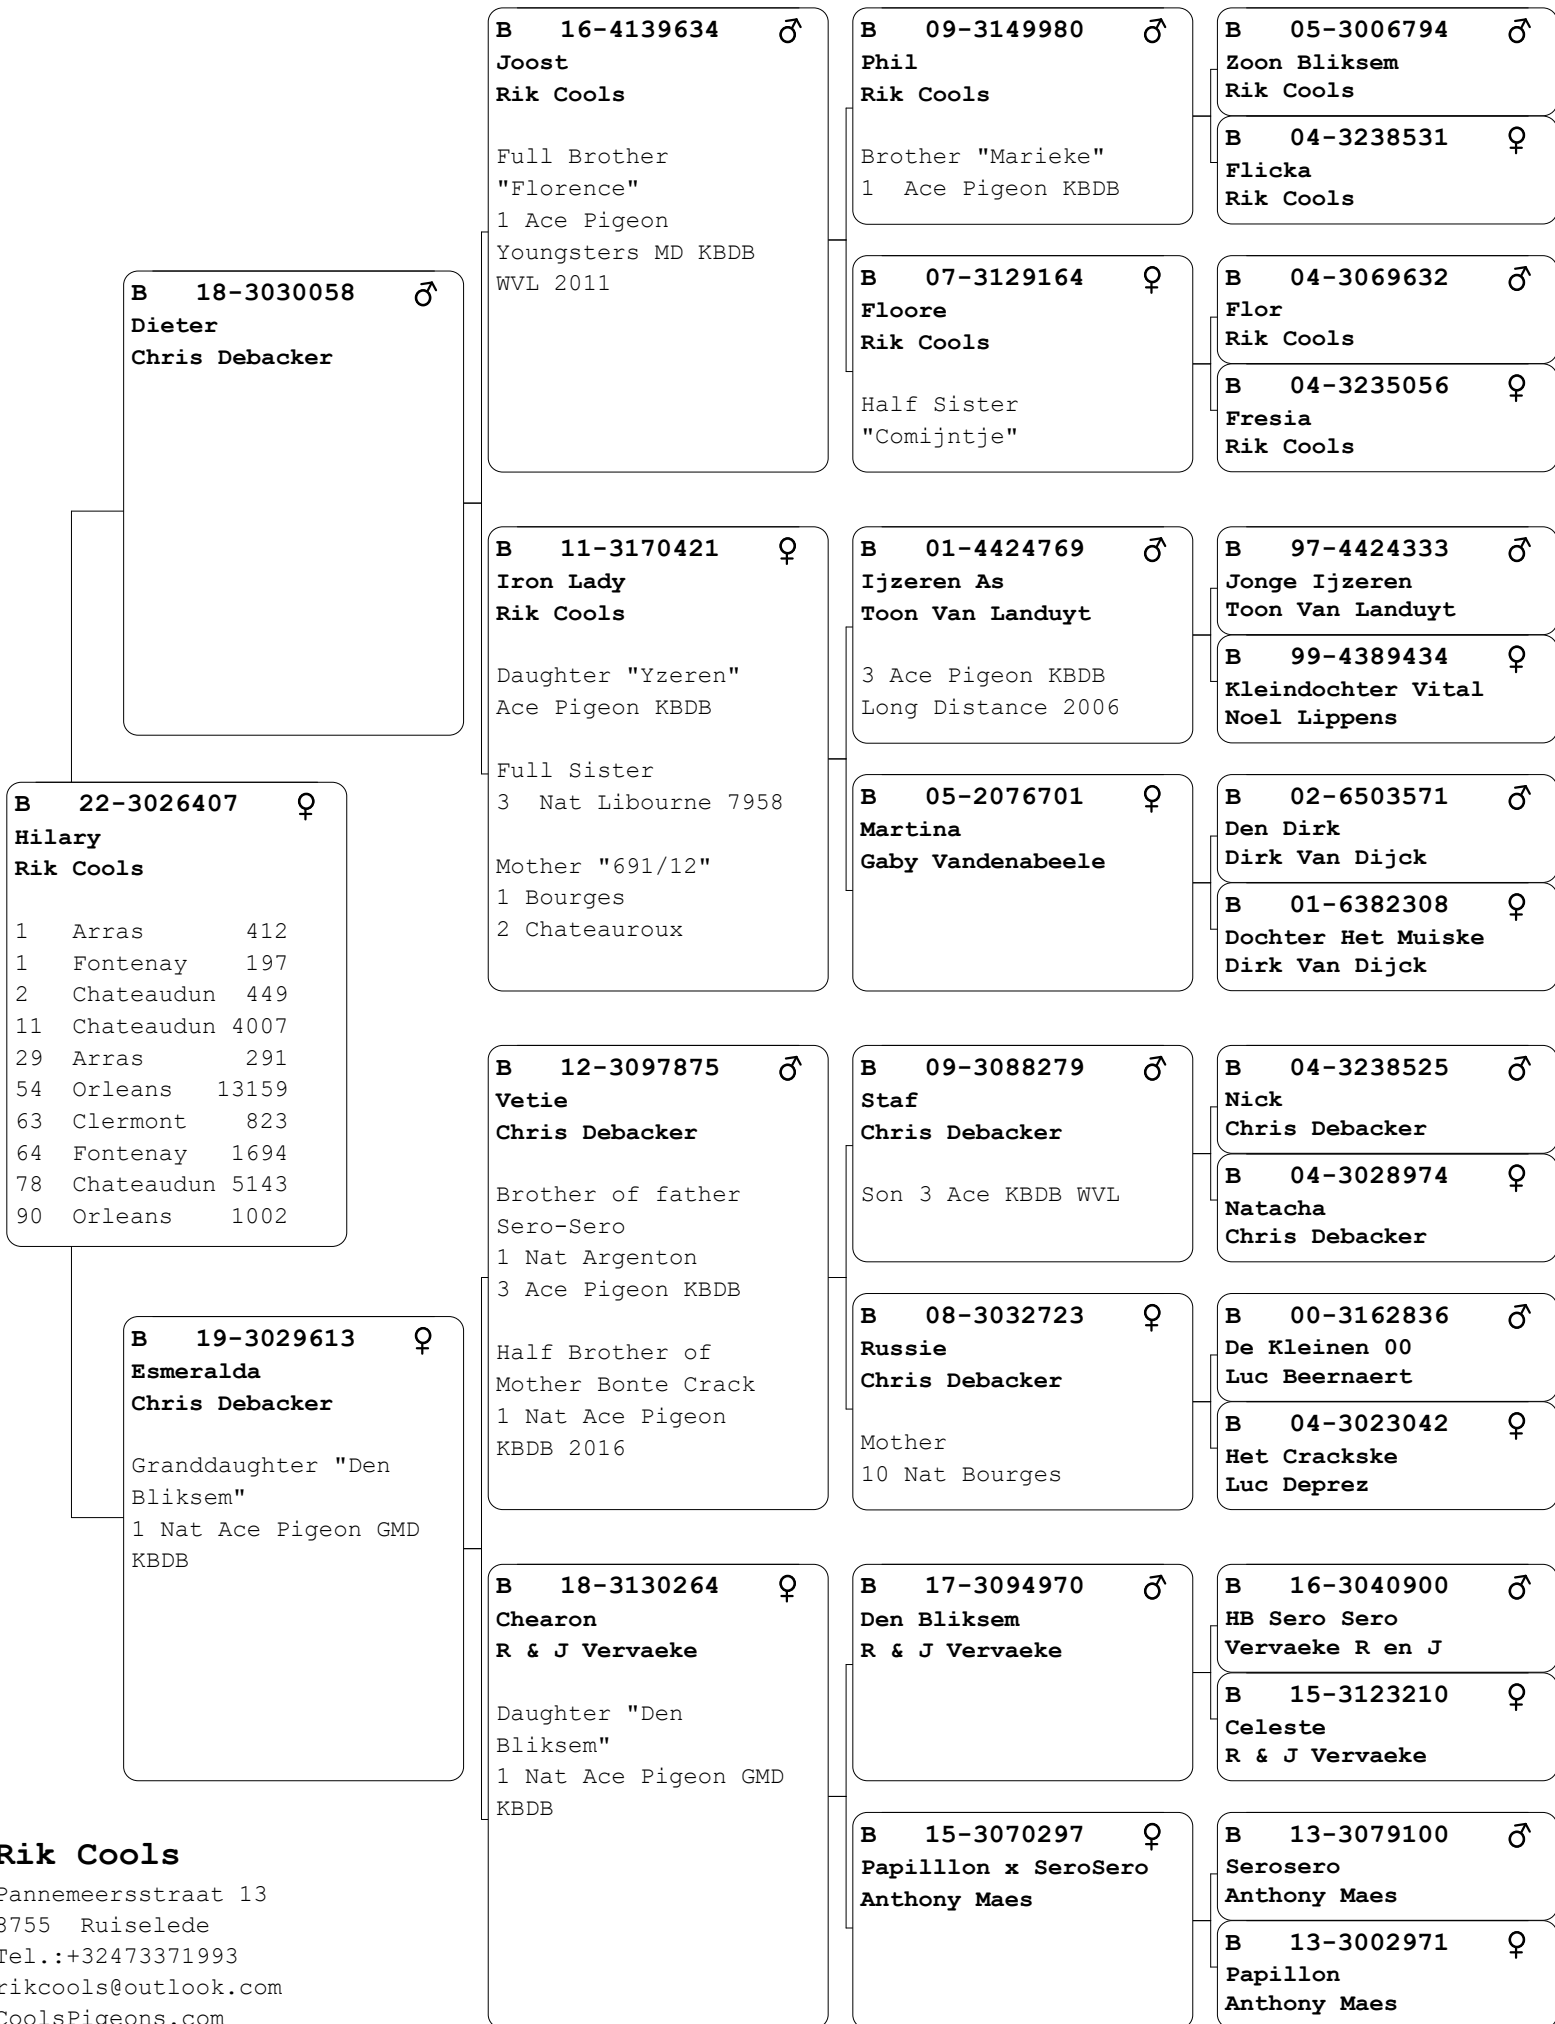 B 16-4139634 ♂
Joost
Rik Cools
Full Brother
"Florence"
1 Ace Pigeon
Youngsters MD KBDB
WVL 2011
B 09-3149980 ♂
Phil
Rik Cools
Brother "Marieke"
1 Ace Pigeon KBDB
B 05-3006794 ♂
Zoon Bliksem
Rik Cools
B 04-3238531 ♀
Flicka
Rik Cools
B 07-3129164 ♀
Floore
Rik Cools
Half Sister
"Comijntje"
B 04-3069632 ♂
Flor
Rik Cools
B 04-3235056 ♀
Fresia
Rik Cools
B 18-3030058 ♂
Dieter
Chris Debacker
B 11-3170421 ♀
Iron Lady
Rik Cools
Daughter "Yzeren"
Ace Pigeon KBDB
Full Sister
3 Nat Libourne 7958
Mother "691/12"
1 Bourges
2 Chateauroux
B 01-4424769 ♂
Ijzeren As
Toon Van Landuyt
3 Ace Pigeon KBDB
Long Distance 2006
B 97-4424333 ♂
Jonge Ijzeren
Toon Van Landuyt
B 99-4389434 ♀
Kleindochter Vital
Noel Lippens
B 05-2076701 ♀
Martina
Gaby Vandenabeele
B 02-6503571 ♂
Den Dirk
Dirk Van Dijck
B 01-6382308 ♀
Dochter Het Muiske
Dirk Van Dijck
B 22-3026407 ♀
Hilary
Rik Cools
1 Arras 412
1 Fontenay 197
2 Chateaudun 449
11 Chateaudun 4007
29 Arras 291
54 Orleans 13159
63 Clermont 823
64 Fontenay 1694
78 Chateaudun 5143
90 Orleans 1002
B 12-3097875 ♂
Vetie
Chris Debacker
Brother of father
Sero-Sero
1 Nat Argenton
3 Ace Pigeon KBDB
Half Brother of
Mother Bonte Crack
1 Nat Ace Pigeon
KBDB 2016
B 09-3088279 ♂
Staf
Chris Debacker
Son 3 Ace KBDB WVL
B 04-3238525 ♂
Nick
Chris Debacker
B 04-3028974 ♀
Natacha
Chris Debacker
B 08-3032723 ♀
Russie
Chris Debacker
Mother
10 Nat Bourges
B 00-3162836 ♂
De Kleinen 00
Luc Beernaert
B 04-3023042 ♀
Het Crackske
Luc Deprez
B 19-3029613 ♀
Esmeralda
Chris Debacker
Granddaughter "Den
Bliksem"
1 Nat Ace Pigeon GMD
KBDB
B 18-3130264 ♀
Chearon
R & J Vervaeke
Daughter "Den
Bliksem"
1 Nat Ace Pigeon GMD
KBDB
B 17-3094970 ♂
Den Bliksem
R & J Vervaeke
B 16-3040900 ♂
HB Sero Sero
Vervaeke R en J
B 15-3123210 ♀
Celeste
R & J Vervaeke
B 15-3070297 ♀
Papilllon x SeroSero
Anthony Maes
B 13-3079100 ♂
Serosero
Anthony Maes
B 13-3002971 ♀
Papillon
Anthony Maes
Rik Cools
Pannemeersstraat 13
8755 Ruiselede
Tel.:+32473371993
rikcools@outlook.com
CoolsPigeons.com